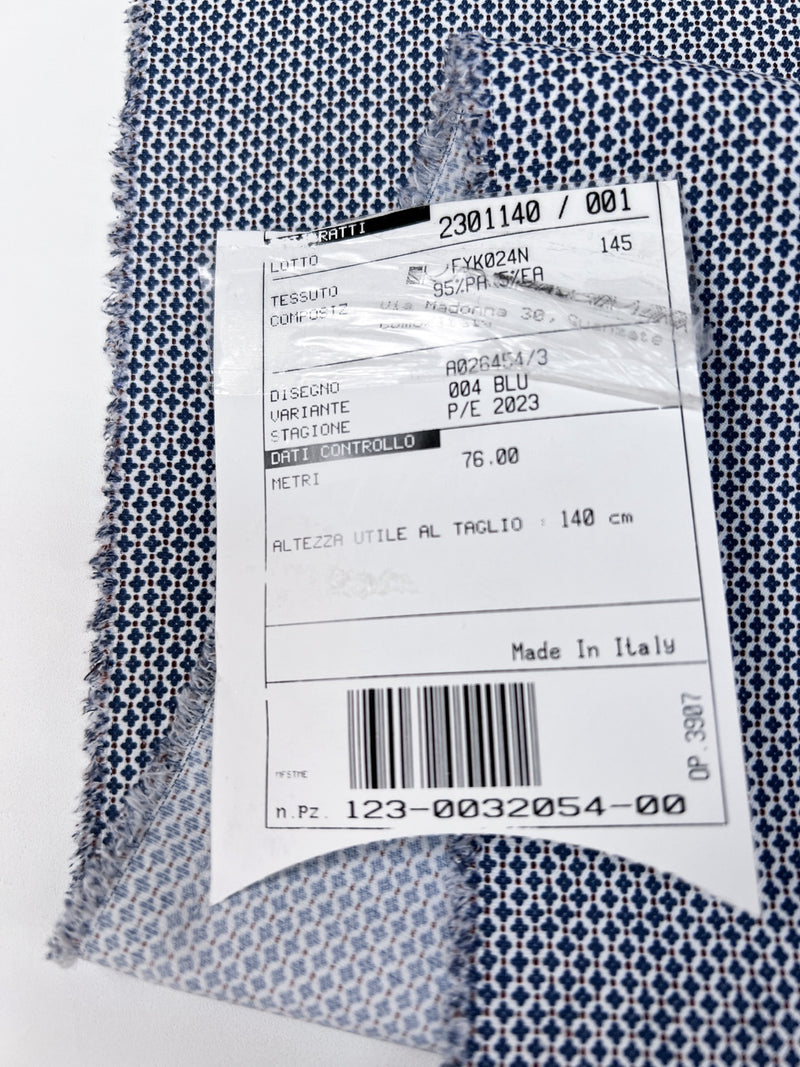 RATTI
LOTTO 2301140 / 001
TESSUTO FYK024N 145
COMPOSIZ 95%PA 5%EA
Via Madonna 30,
DISEGNO A026454/3
VARIANTE 004 BLU
STAGIONE P/E 2023
DATI CONTROLLO
METRI 76.00
ALTEZZA UTILE AL TAGLIO : 140 cm
Made In Italy
OP.3907
MFSTME
n.Pz. 123-0032054-00